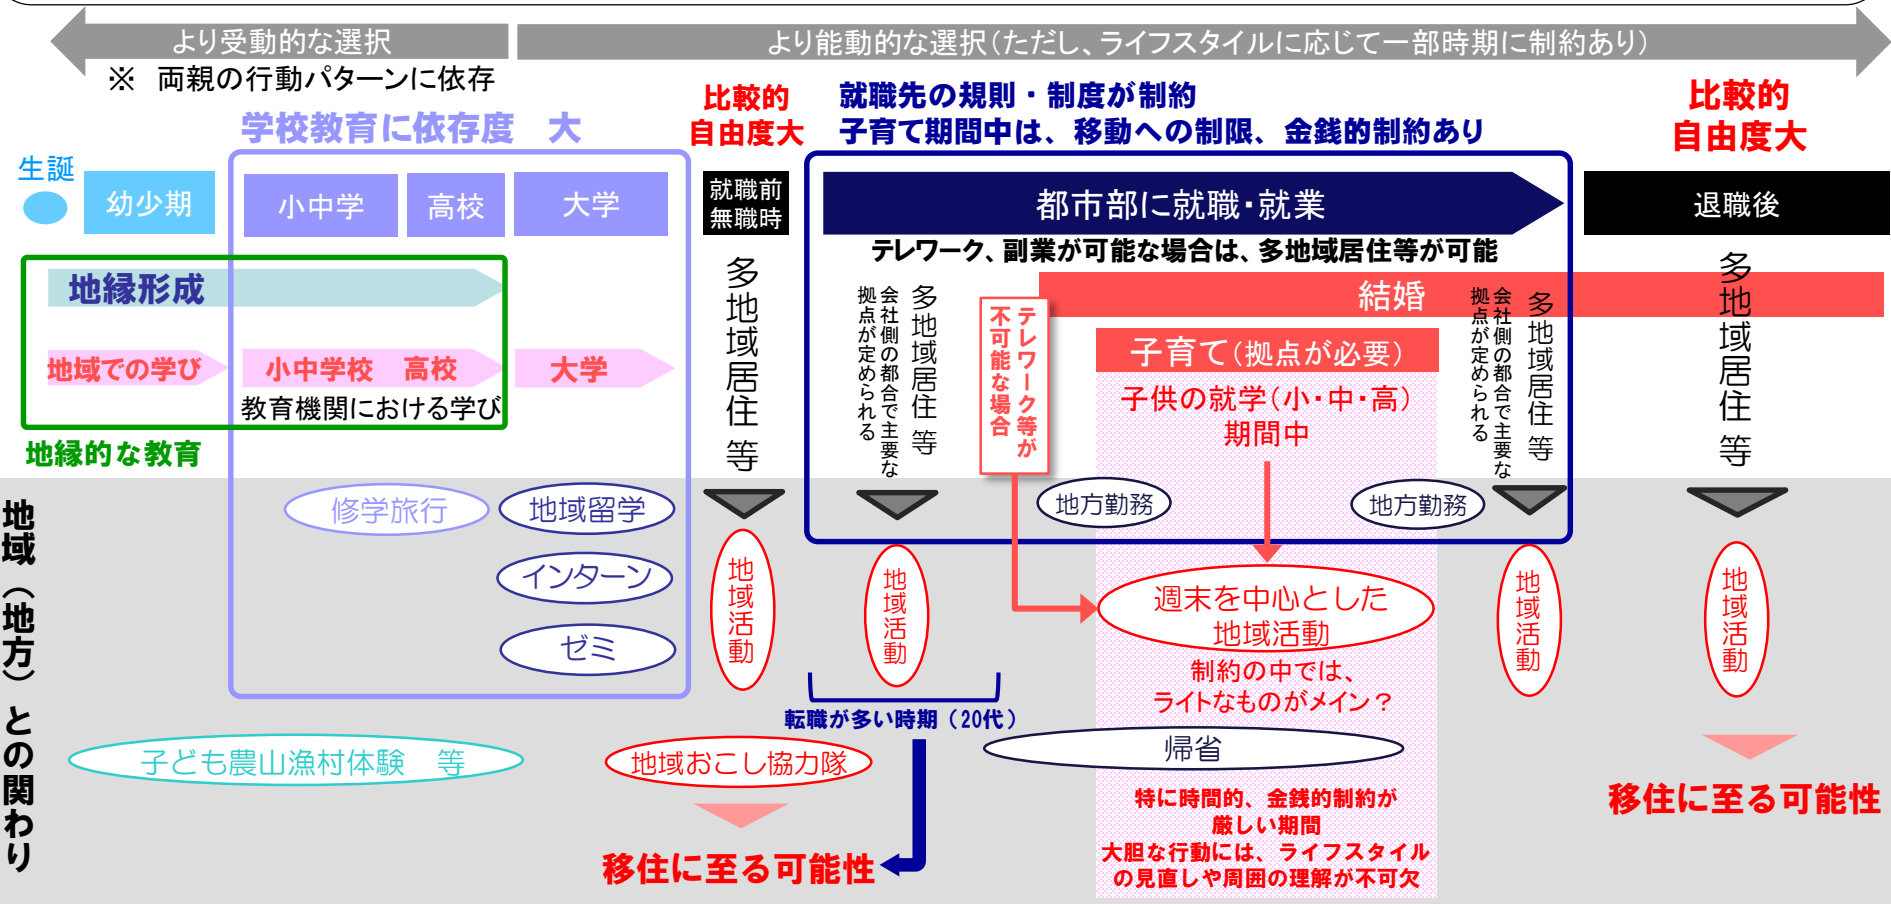 より受動的な選択
より能動的な選択（ただし、ライフスタイルに応じて一部時期に制約あり）
※　両親の行動パターンに依存
学校教育に依存度　大
比較的
自由度大
就職先の規則・制度が制約
子育て期間中は、移動への制限、金銭的制約あり
比較的
自由度大
生誕
幼少期
小中学
高校
大学
就職前
無職時
都市部に就職・就業
退職後
テレワーク、副業が可能な場合は、多地域居住等が可能
地縁形成
地域での学び
小中学校　高校
大学
教育機関における学び
地縁的な教育
多地域居住 等
多地域居住 等
会社側の都合で主要な
拠点が定められる
テレワーク等が
不可能な場合
結婚
子育て（拠点が必要）
子供の就学（小・中・高）
期間中
多地域居住 等
会社側の都合で主要な
拠点が定められる
多地域居住 等
地域（地方）との関わり
修学旅行
地域留学
インターン
ゼミ
地方勤務
地方勤務
地域活動
地域活動
週末を中心とした
地域活動
地域活動
地域活動
制約の中では、
ライトなものがメイン？
転職が多い時期（20代）
子ども農山漁村体験　等
地域おこし協力隊
帰省
移住に至る可能性
特に時間的、金銭的制約が
厳しい期間
大胆な行動には、ライフスタイル
の見直しや周囲の理解が不可欠
移住に至る可能性